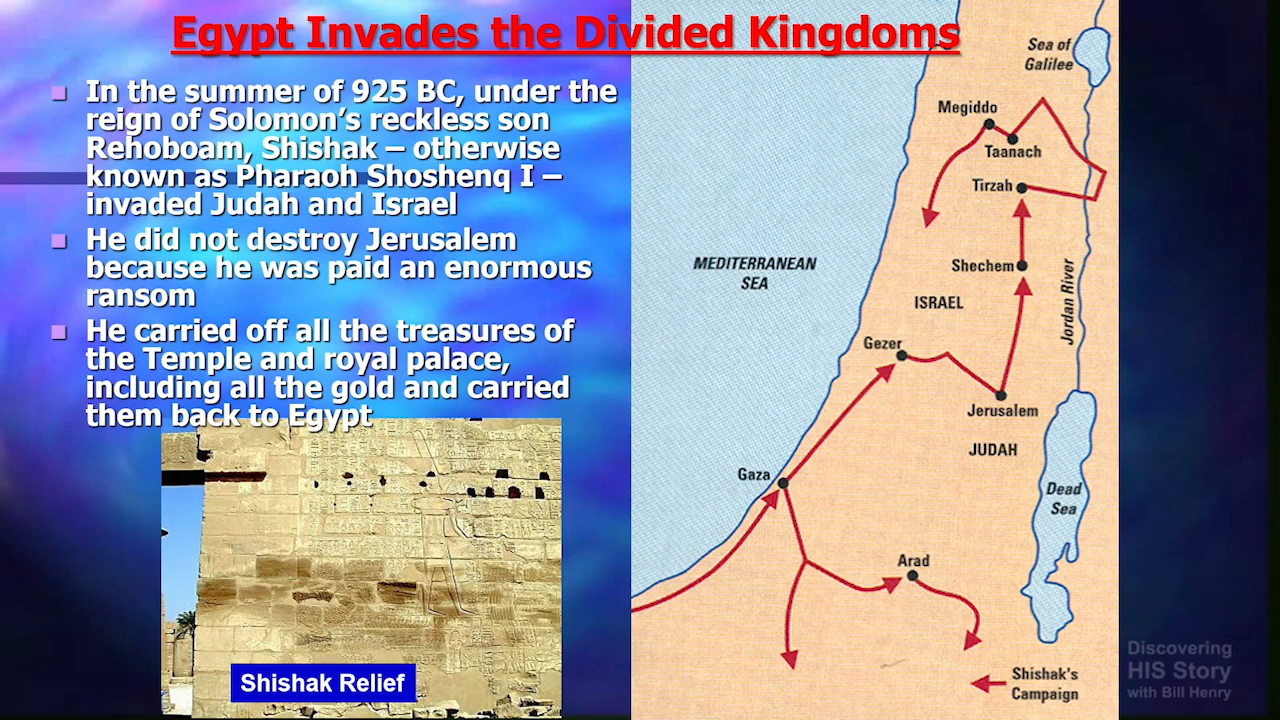 Egypt Invades the Divided Kingdoms
In the summer of 925 BC, under the
reign of Solomon’s reckless son
Rehoboam, Shishak – otherwise
known as Pharaoh Shoshenq I –
invaded Judah and Israel
He did not destroy Jerusalem
because he was paid an enormous
ransom
He carried off all the treasures of
the Temple and royal palace,
including all the gold and carried
them back to Egypt
Shishak Relief
Sea of
Galilee
Megiddo
Taanach
Tirzah
MEDITERRANEAN
SEA
Shechem
Jordan River
ISRAEL
Gezer
Jerusalem
JUDAH
Gaza
Dead
Sea
Arad
Shishak's
Campaign
Discovering
HIS Story
with Bill Henry